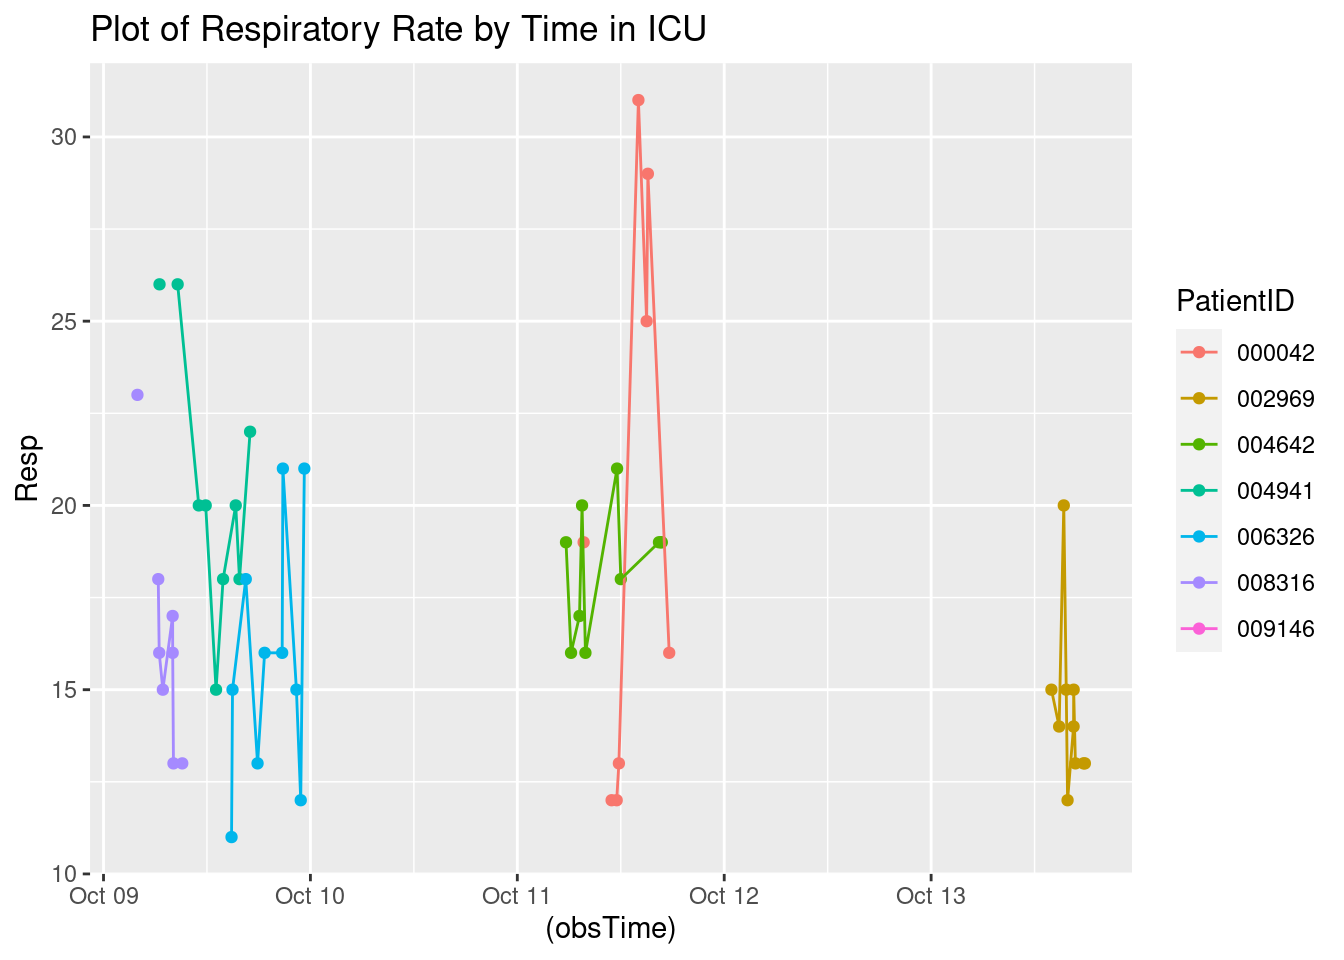 Plot of Respiratory Rate by Time in ICU
30
25
20
15
10
Resp
Oct 09
Oct 10
Oct 11
Oct 12
Oct 13
(obsTime)
PatientID
000042
002969
004642
004941
006326
008316
009146